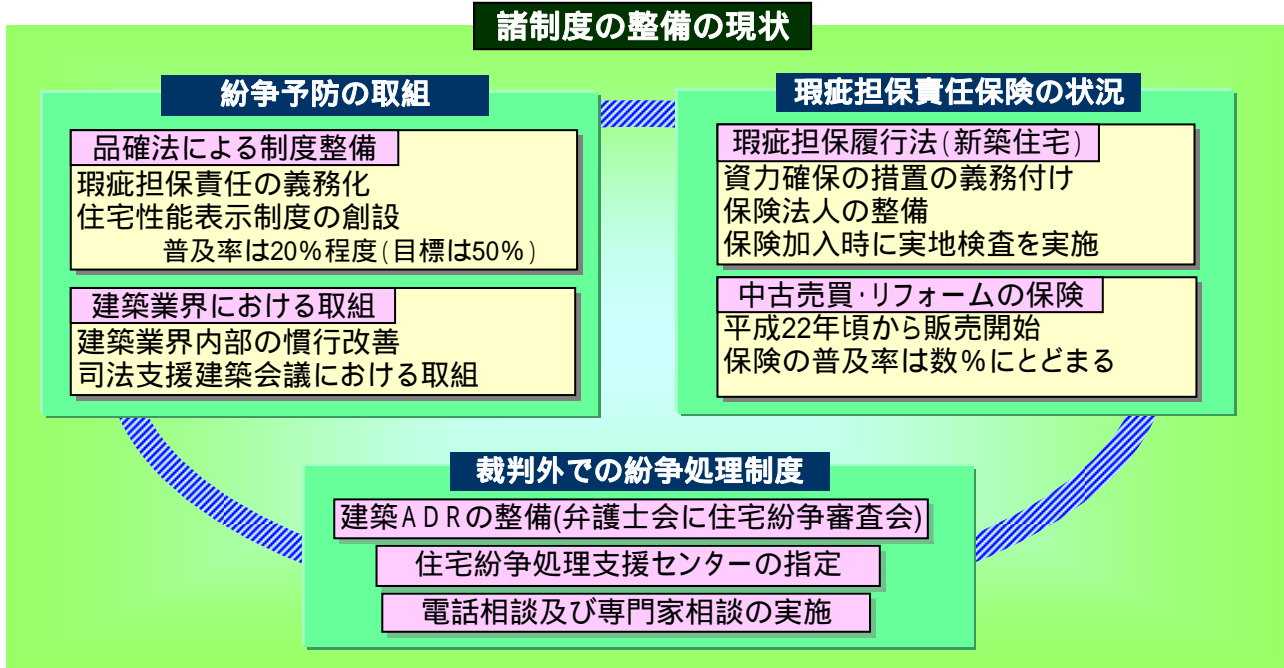 諸制度の整備の現状
紛争予防の取組
品確法による制度整備
瑕疵担保責任の義務化
住宅性能表示制度の創設
普及率は20%程度(目標は50%)
建築業界における取組
建築業界内部の慣行改善
司法支援建築会議における取組
瑕疵担保責任保険の状況
瑕疵担保履行法(新築住宅)
資力確保の措置の義務付け
保険法人の整備
保険加入時に実地検査を実施
中古売買・リフォームの保険
平成22年頃から販売開始
保険の普及率は数%にとどまる
裁判外での紛争処理制度
建築ADRの整備(弁護士会に住宅紛争審査会)
住宅紛争処理支援センターの指定
電話相談及び専門家相談の実施